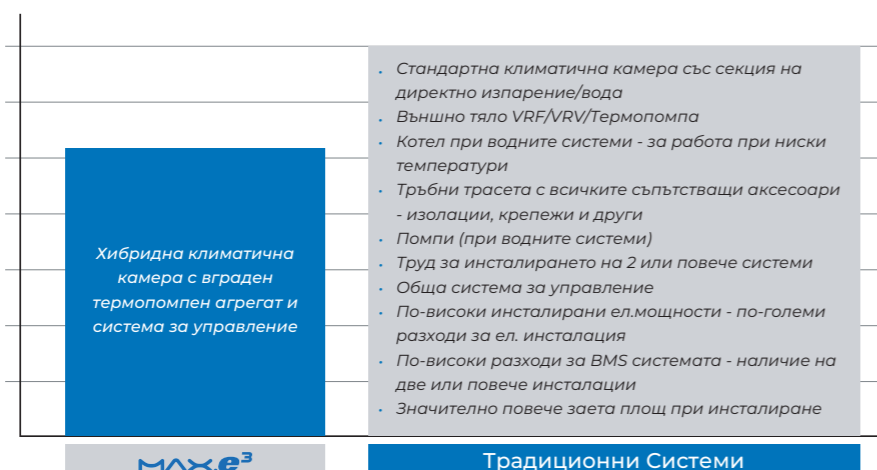 Хибридна климатична
камера с вграден
термопомпен агрегат и
система за управление
• Стандартна климатична камера със секция на
директно изпарение/вода
• Външно тяло VRF/VRV/Термопомпа
• Котел при водните системи - за работа при ниски
температури
• Тръбни трасета с всичките съпътстващи аксесоари
- изолации, крепежи и други
• Помпи (при водните системи)
• Труд за инсталирането на 2 или повече системи
• Обща система за управление
• По-високи инсталирани ел.мощности - по-големи
разходи за ел. инсталация
• По-високи разходи за BMS системата - наличие на
две или повече инсталации
• Значително повече заета площ при инсталиране
MAX.e³
Традиционни Системи